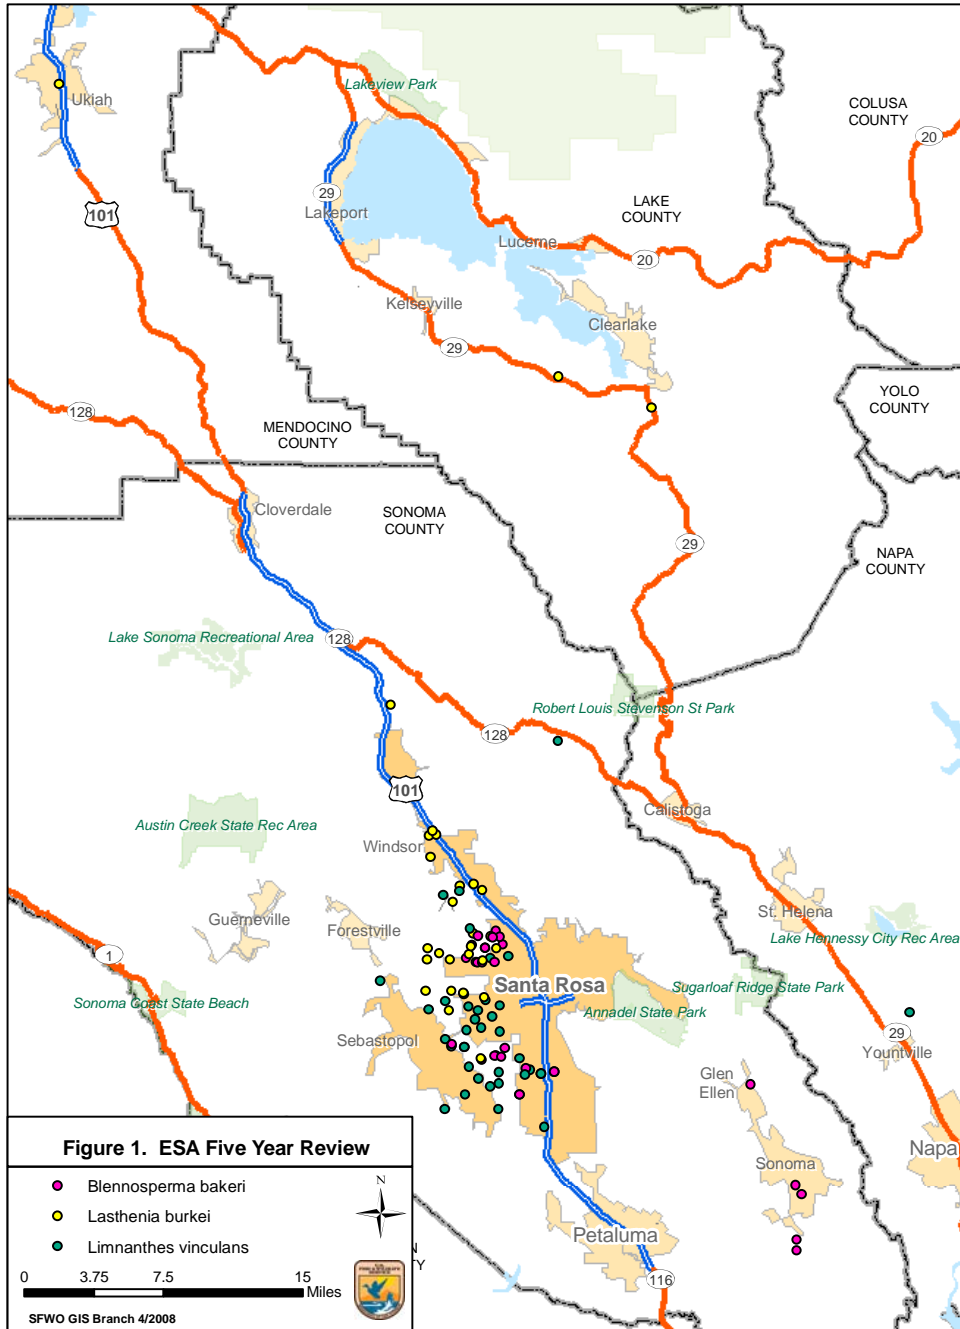 Ukiah
Lakeview Park
COLUSA
COUNTY
20
29
Lakeport
101
LAKE
COUNTY
Lucerne
20
Kelseyville
Clearlake
29
YOLO
COUNTY
128
MENDOCINO
COUNTY
Cloverdale
SONOMA
COUNTY
29
NAPA
COUNTY
Lake Sonoma Recreational Area
128
Robert Louis Stevenson St Park
128
101
Calistoga
Austin Creek State Rec Area
Windsor
Guerneville
Forestville
St. Helena
Lake Hennessy City Rec Area
1
Santa Rosa
Sugarloaf Ridge State Park
Sonoma Coast State Beach
Annadel State Park
Sebastopol
29
Yountville
Glen
Ellen
Napa
Sonoma
Petaluma
116
N
TY
Figure 1. ESA Five Year Review
Blennosperma bakeri
Lasthenia burkei
Limnanthes vinculans
N
0 3.75 7.5 15
Miles
SFWO GIS Branch 4/2008